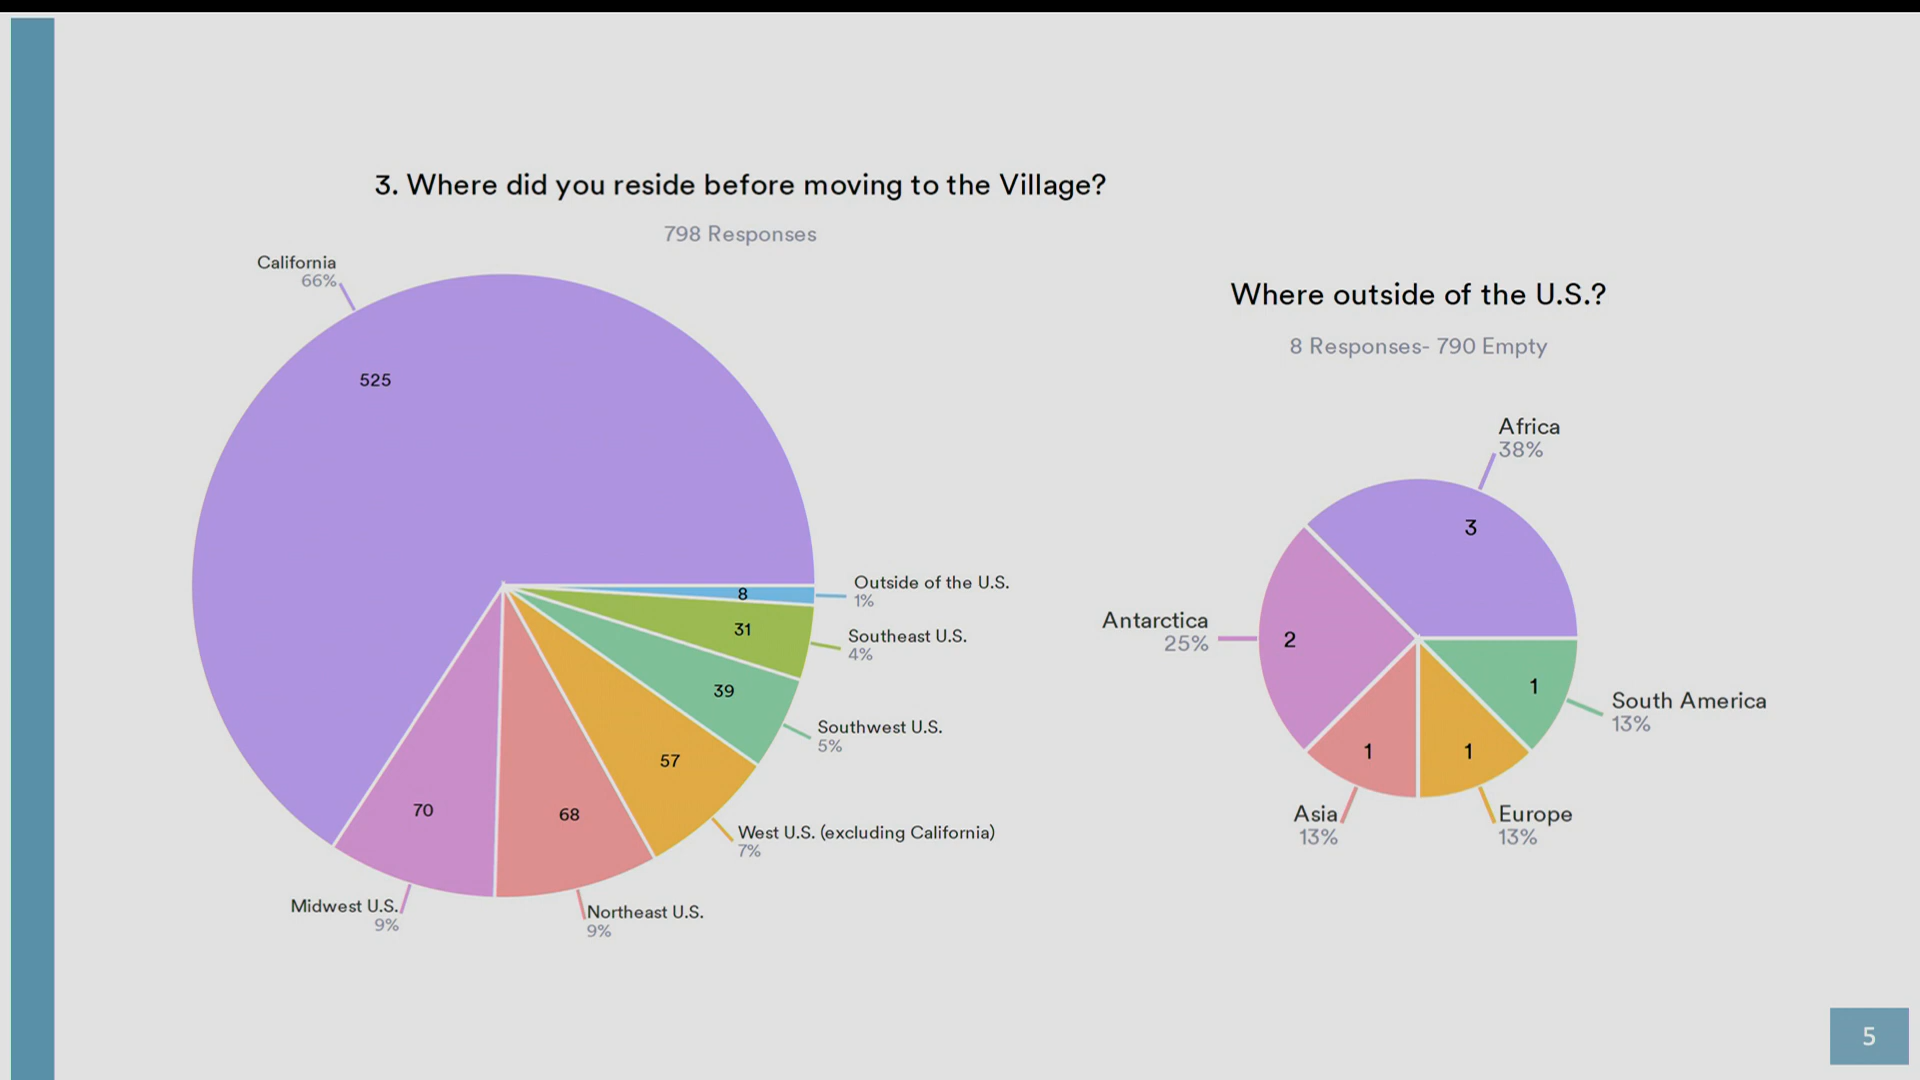 3. Where did you reside before moving to the Village?
798 Responses
California
66%
525
8
Outside of the U.S.
1%
31
Southeast U.S.
4%
39
Southwest U.S.
5%
57
West U.S. (excluding California)
7%
68
Northeast U.S.
9%
70
Midwest U.S.
9%
Where outside of the U.S.?
8 Responses- 790 Empty
Africa
38%
3
Antarctica
25%
2
1
South America
13%
1
Asia
13%
1
Europe
13%
5